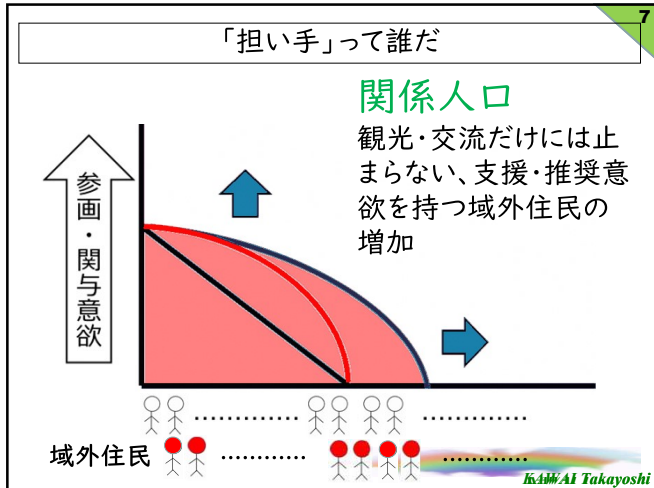 7
「担い手」って誰だ
関係人口
観光・交流だけには止
まらない、支援・推奨意
欲を持つ域外住民の
増加
参画・関与意欲
域外住民
KAWAI Takayoshi